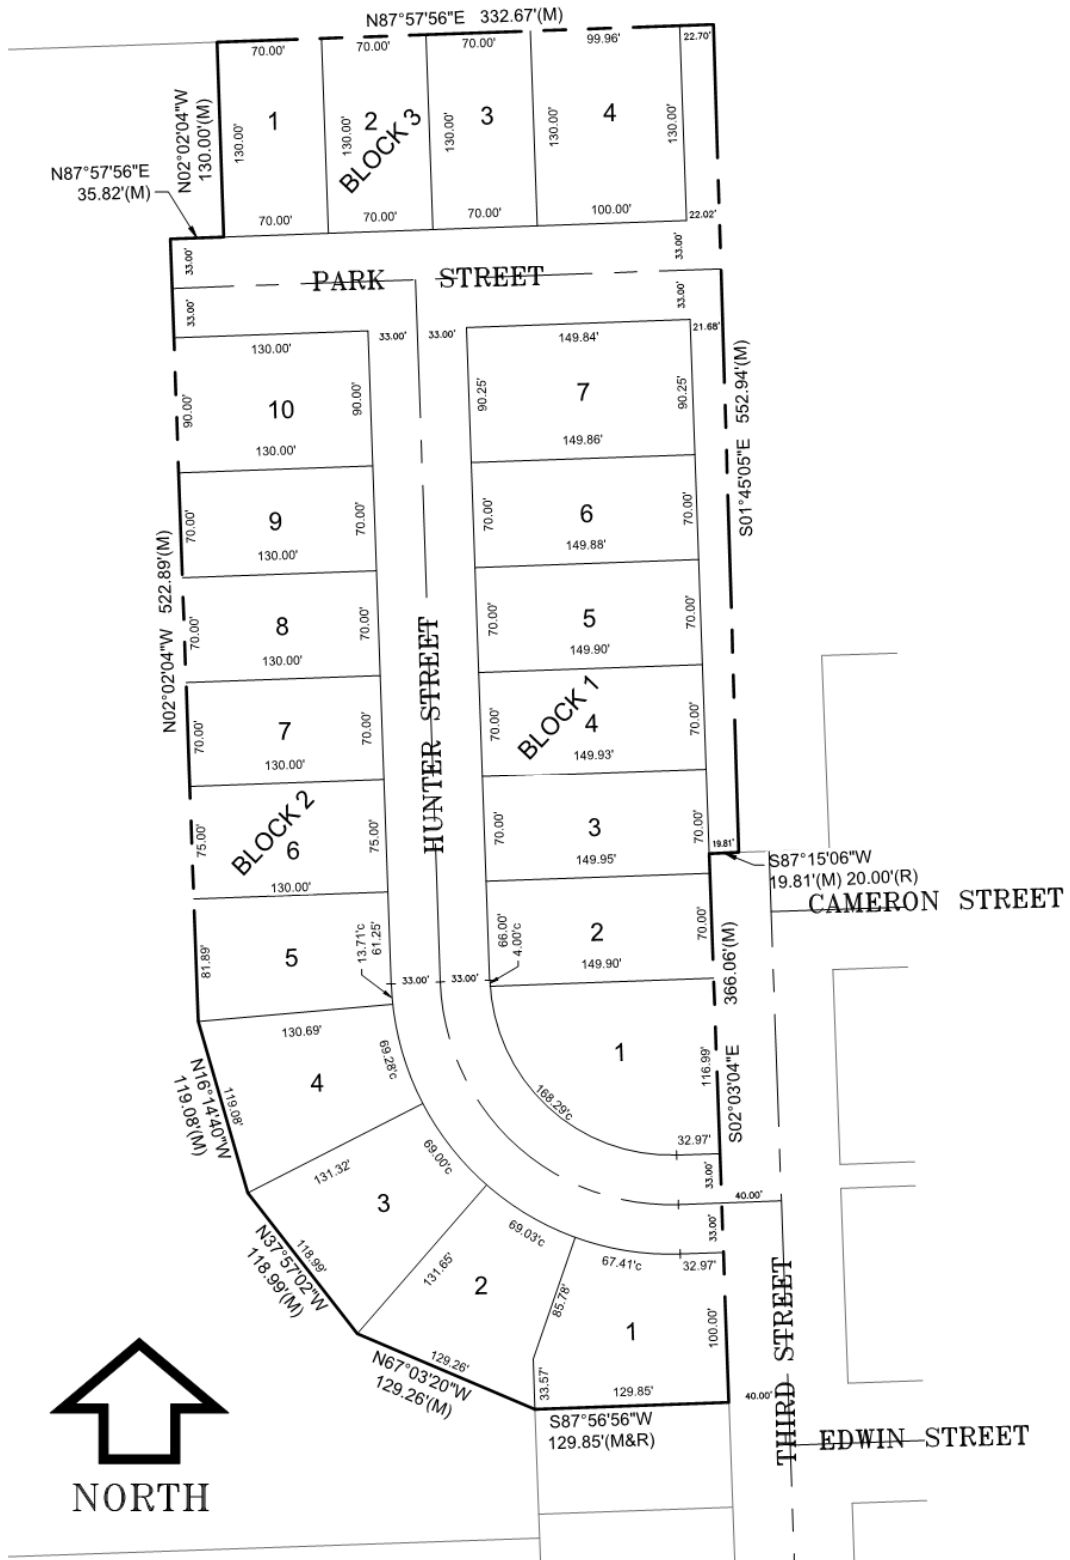 N87°57'56"E 332.67'(M)
70.00'
70.00'
70.00'
99.96'
22.70'
N02°02'04"W
130.00'(M)
130.00'
1
130.00'
2
BLOCK 3
130.00'
3
130.00'
4
130.00'
N87°57'56"E
35.82'(M)
70.00'
70.00'
70.00'
100.00'
22.02'
33.00'
33.00'
PARK STREET
33.00'
33.00'
33.00'
33.00'
21.68'
130.00'
149.84'
90.00'
10
90.00'
90.25'
7
90.25'
130.00'
149.86'
S01°45'05"E 552.94'(M)
70.00'
9
70.00'
70.00'
6
70.00'
130.00'
149.88'
N02°02'04"W 522.89'(M)
70.00'
8
70.00'
70.00'
5
70.00'
130.00'
149.90'
HUNTER STREET
BLOCK 1
70.00'
7
70.00'
70.00'
4
70.00'
130.00'
149.93'
BLOCK 2
75.00'
6
75.00'
70.00'
3
70.00'
130.00'
149.95'
19.81'
S87°15'06"W
19.81'(M) 20.00'(R)
CAMERON STREET
81.89'
5
13.71'c
61.25'
66.00'
4.00'c
2
70.00'
149.90'
33.00'
33.00'
S02°03'04"E 366.06'(M)
130.69'
4
69.28'c
1
116.99'
168.29'c
N16°14'40"W
119.08'(M)
119.08'
32.97'
33.00'
131.32'
69.00'c
3
40.00'
33.00'
N37°57'02"W
118.99'(M)
118.99'
131.65'
69.03'c
2
67.41'c
32.97'
85.78'
1
100.00'
N67°03'20"W
129.26'(M)
129.26'
33.57'
129.85'
40.00'
S87°56'56"W
129.85'(M&R)
THIRD STREET
EDWIN STREET
NORTH